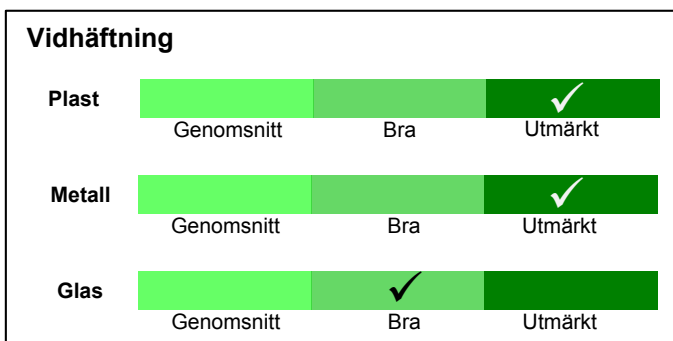 Vidhäftning
Plast
Genomsnitt Bra Utmärkt
Metall
Genomsnitt Bra Utmärkt
Glas
Genomsnitt Bra Utmärkt